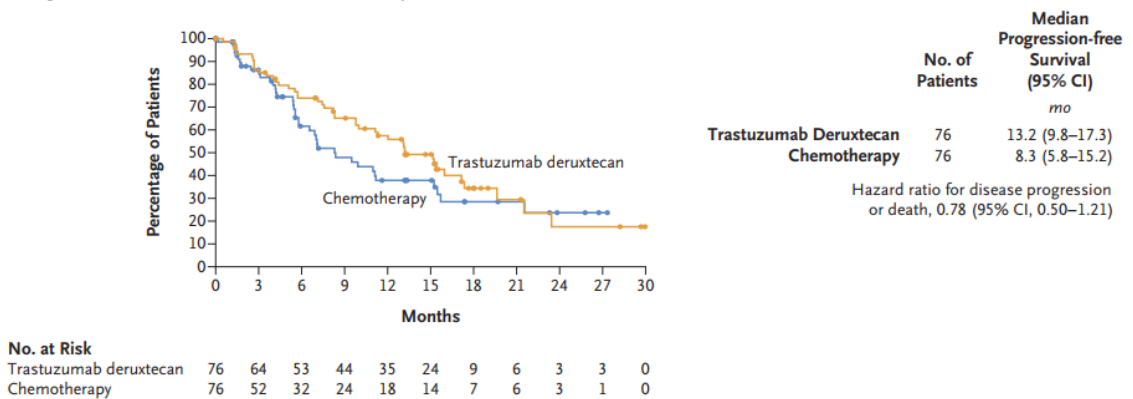 Median
Progression-free
No. of Survival
Patients (95% CI)
mo
Trastuzumab Deruxtecan 76 13.2 (9.8–17.3)
Chemotherapy 76 8.3 (5.8–15.2)
Hazard ratio for disease progression
or death, 0.78 (95% CI, 0.50–1.21)
Percentage of Patients
100
90
80
70
60
50
40
30
20
10
0
Trastuzumab deruxtecan
Chemotherapy
0 3 6 9 12 15 18 21 24 27 30
Months
No. at Risk
Trastuzumab deruxtecan 76 64 53 44 35 24 9 6 3 3 0
Chemotherapy 76 52 32 24 18 14 7 6 3 1 0